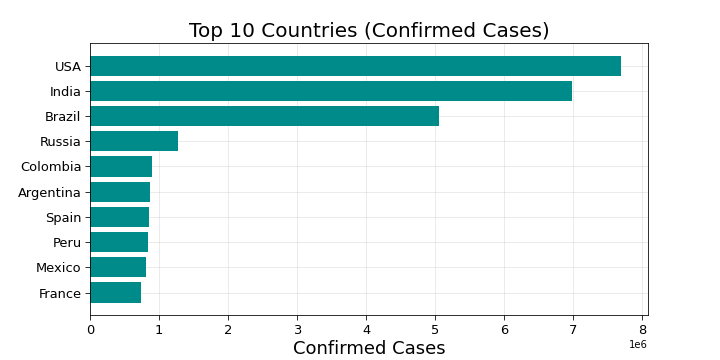 Top 10 Countries (Confirmed Cases)
USA
India
Brazil
Russia
Colombia
Argentina
Spain
Peru
Mexico
France
0 1 2 3 4 5 6 7 8
1e6
Confirmed Cases